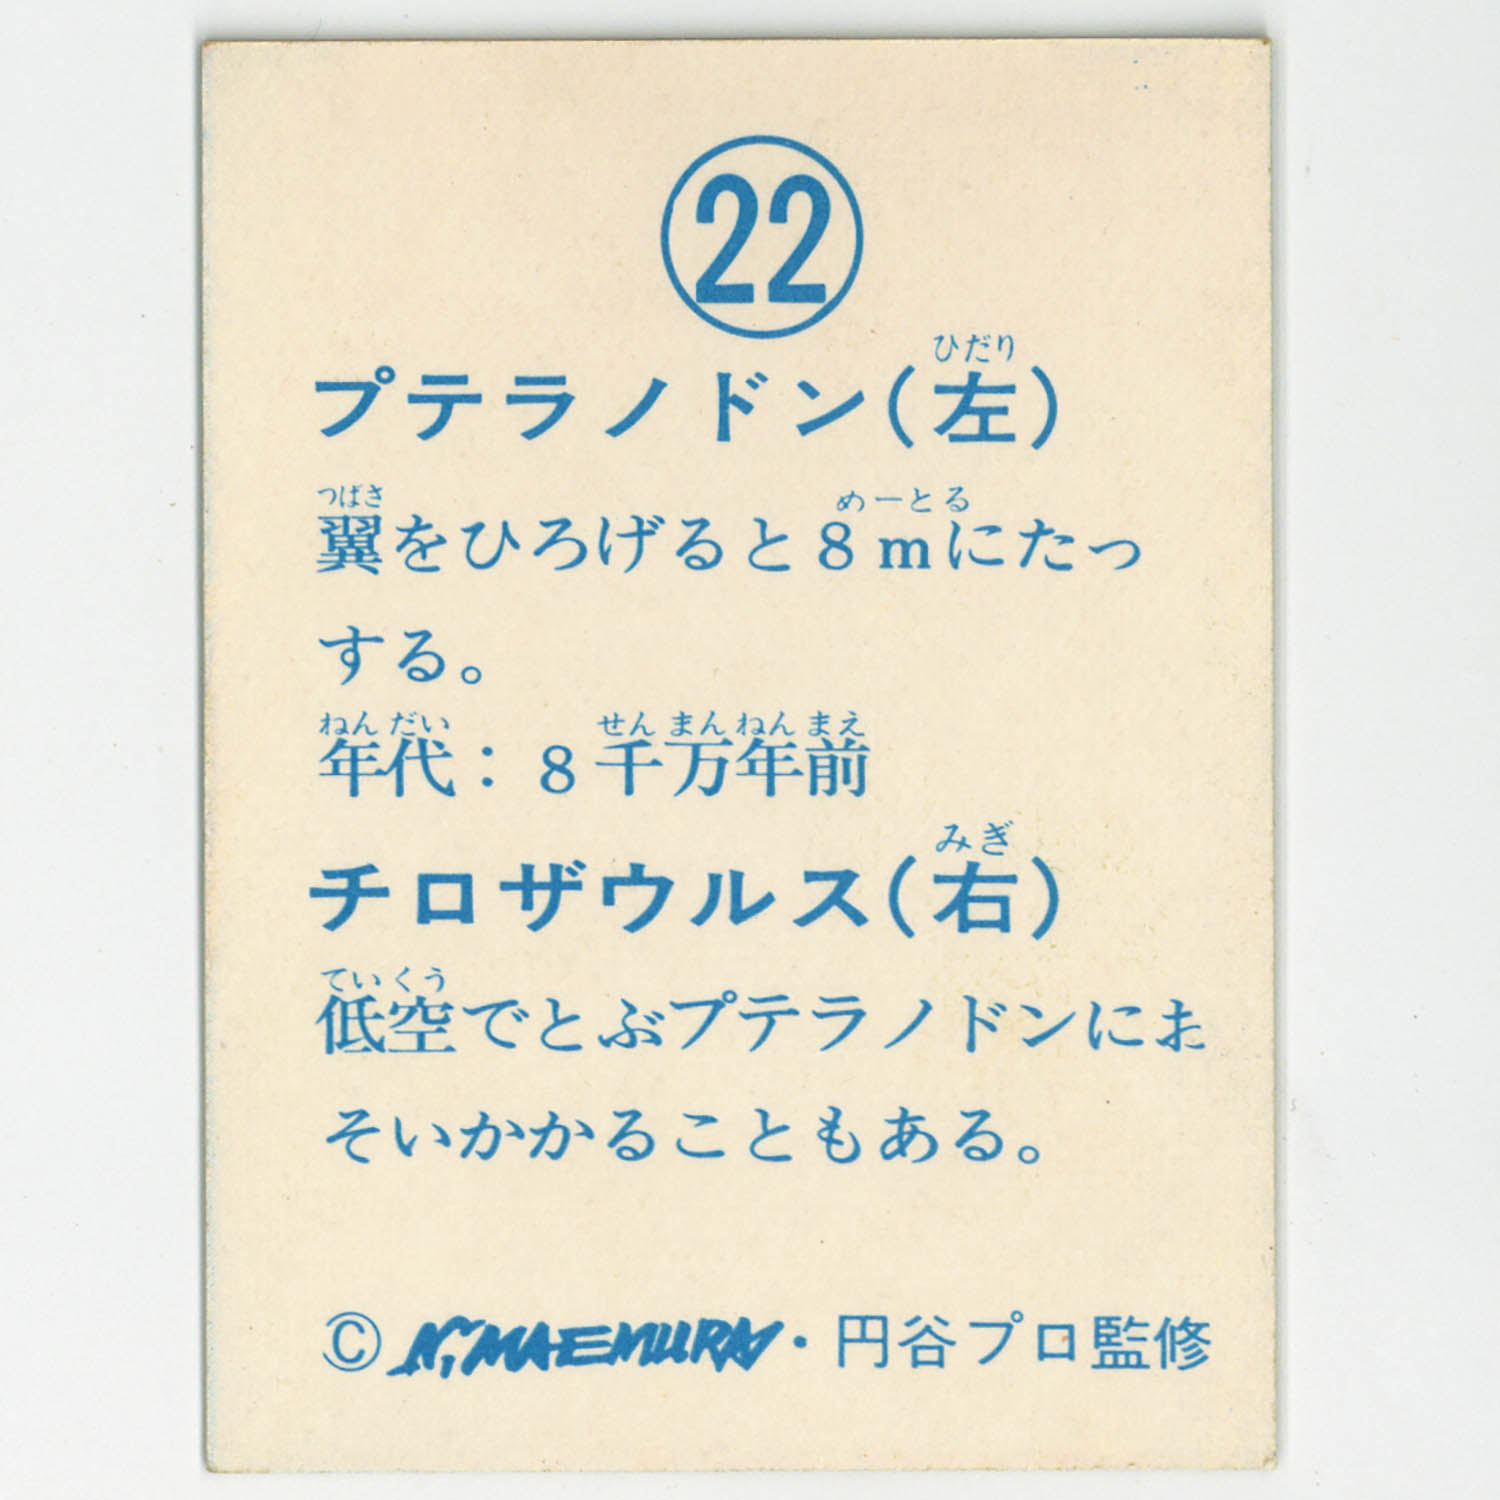 22
プテラノドン(左)
ひだり
翼をひろげると8mにたっ
つばさ めーとる
する。
年代：8千万年前
ねんだい せんまんねんまえ
チロザウルス(右)
みぎ
低空でとぶプテラノドンにお
ていくう
そいかかることもある。
© N.MAEMURA・円谷プロ監修